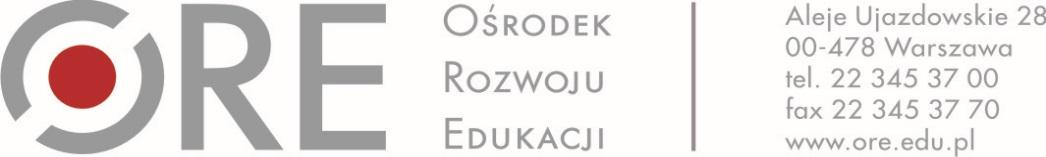 ORE
OŚRODEK
ROZWOJU
EDUKACJI
Aleje Ujazdowskie 28
00-478 Warszawa
tel. 22 345 37 00
fax 22 345 37 70
www.ore.edu.pl